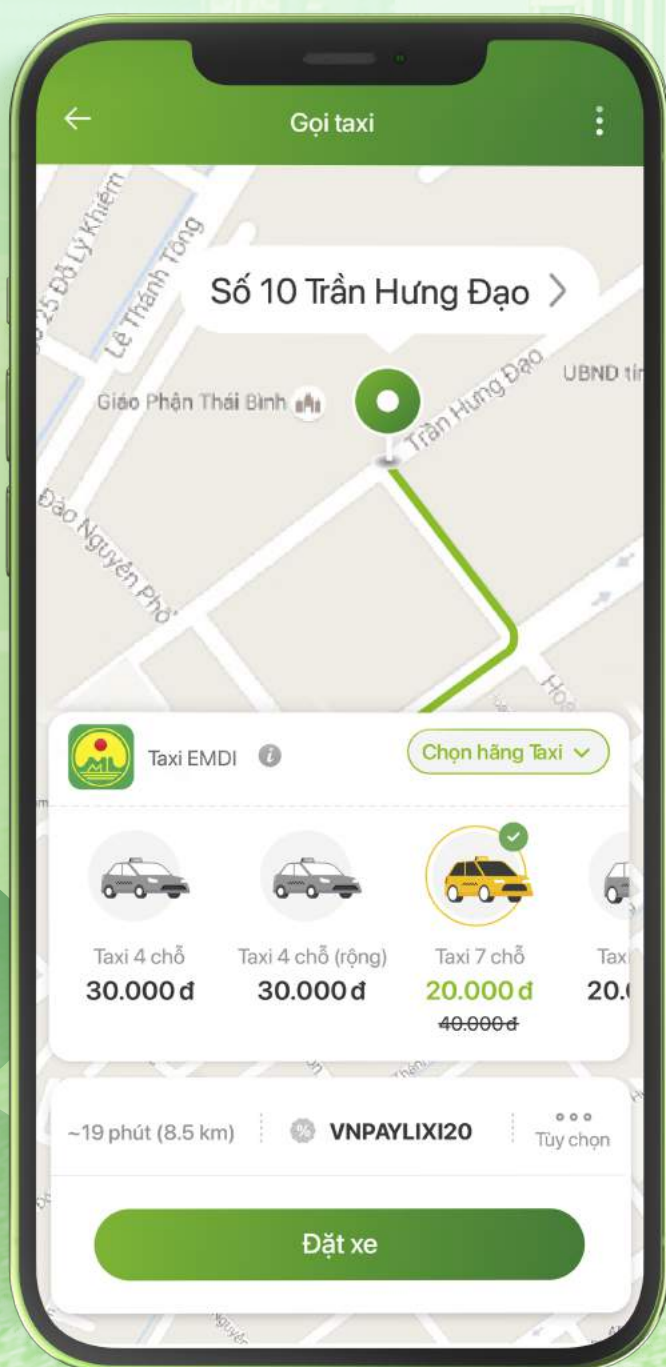 Gọi taxi
Đỗ Lý Khiêm
Lê Thánh Tông
Số 10 Trần Hưng Đạo
UBND
Giáo Phận Thái Bình
Trần Hưng Đạo
Đào Nguyên Phổ
ML
Taxi EMDI
Chọn hãng Taxi
Taxi 4 chỗ
Taxi 4 chỗ (rộng)
Taxi 7 chỗ
Taxi
30.000 đ
30.000 đ
20.000 đ
40.000 đ
~19 phút (8.5 km)
VNPAYLIXI20
Tùy chọn
Đặt xe